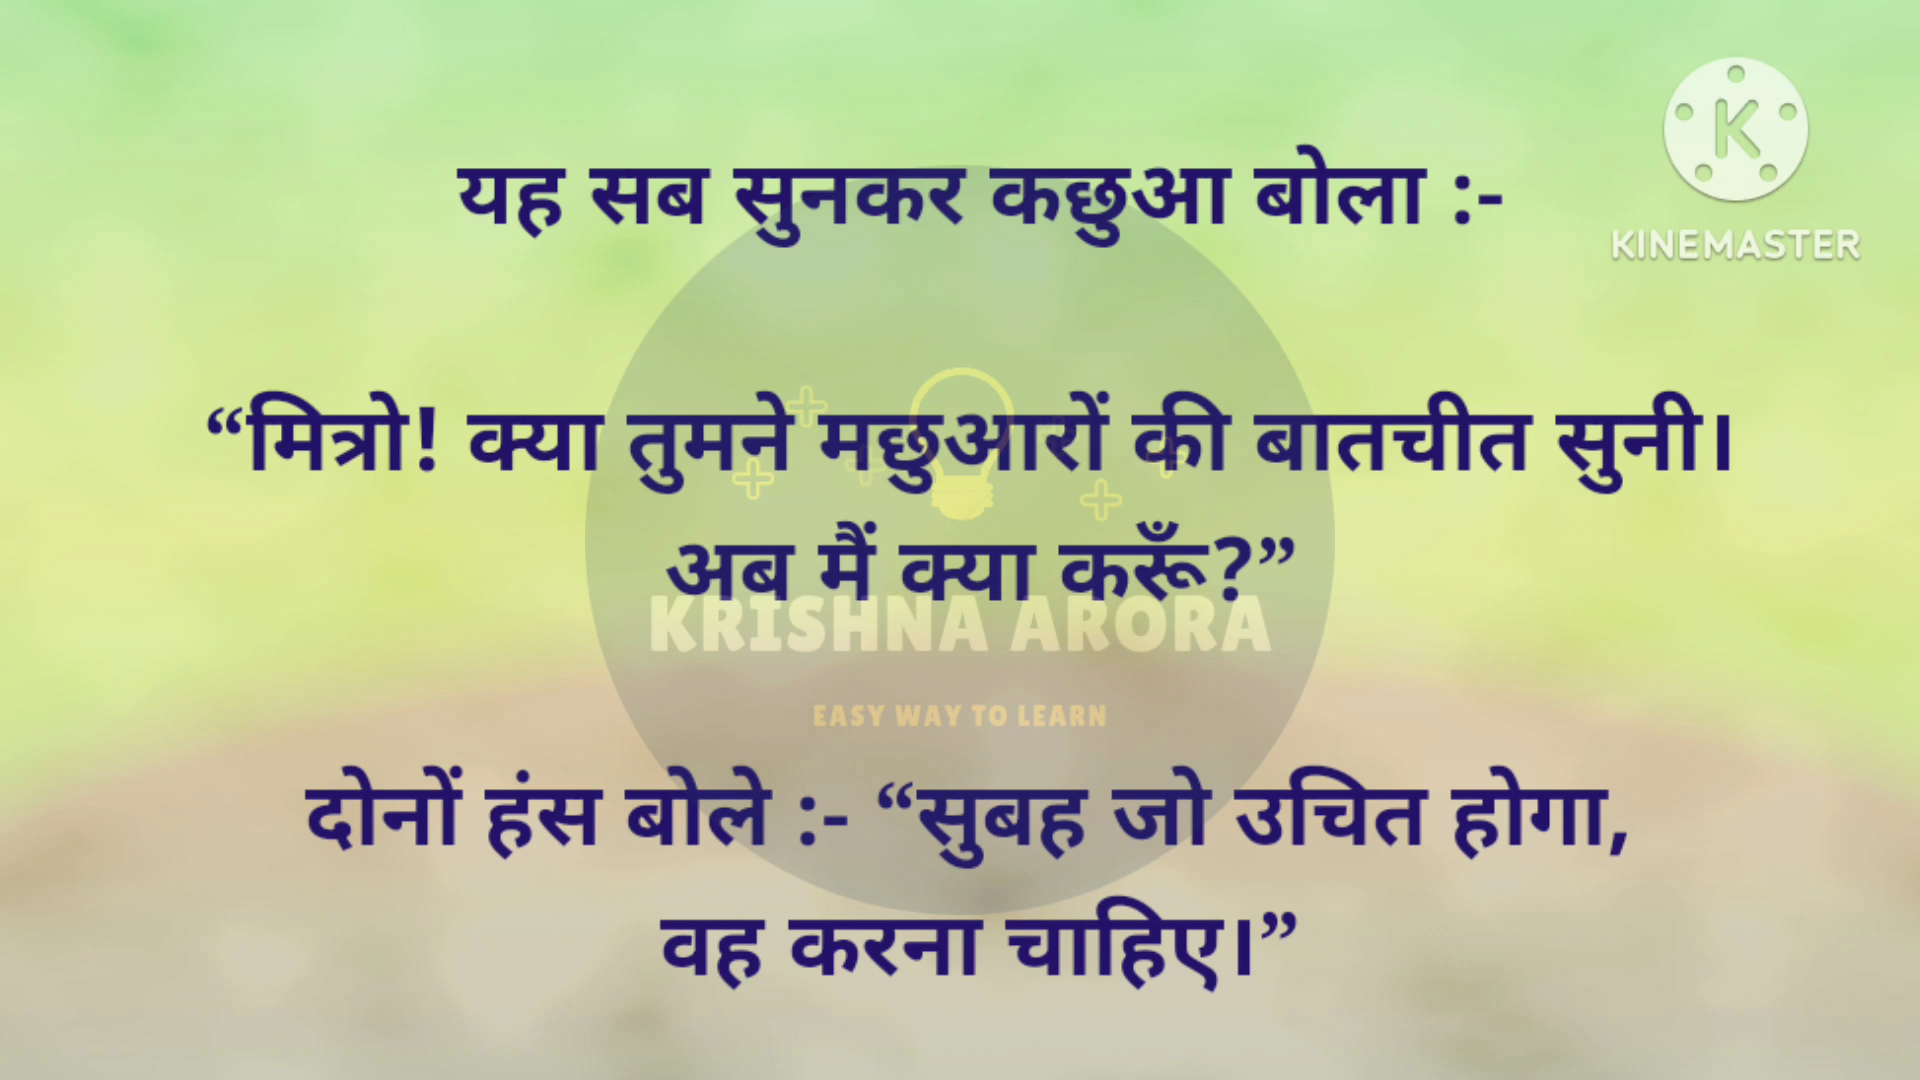 यह सब सुनकर कछुआ बोला :-
K
KINEMASTER
“मित्रो! क्या तुमने मछुआरों की बातचीत सुनी।
अब मैं क्या करूँ?”
KRISHNA ARORA
EASY WAY TO LEARN
दोनों हंस बोले :- “सुबह जो उचित होगा,
वह करना चाहिए।”